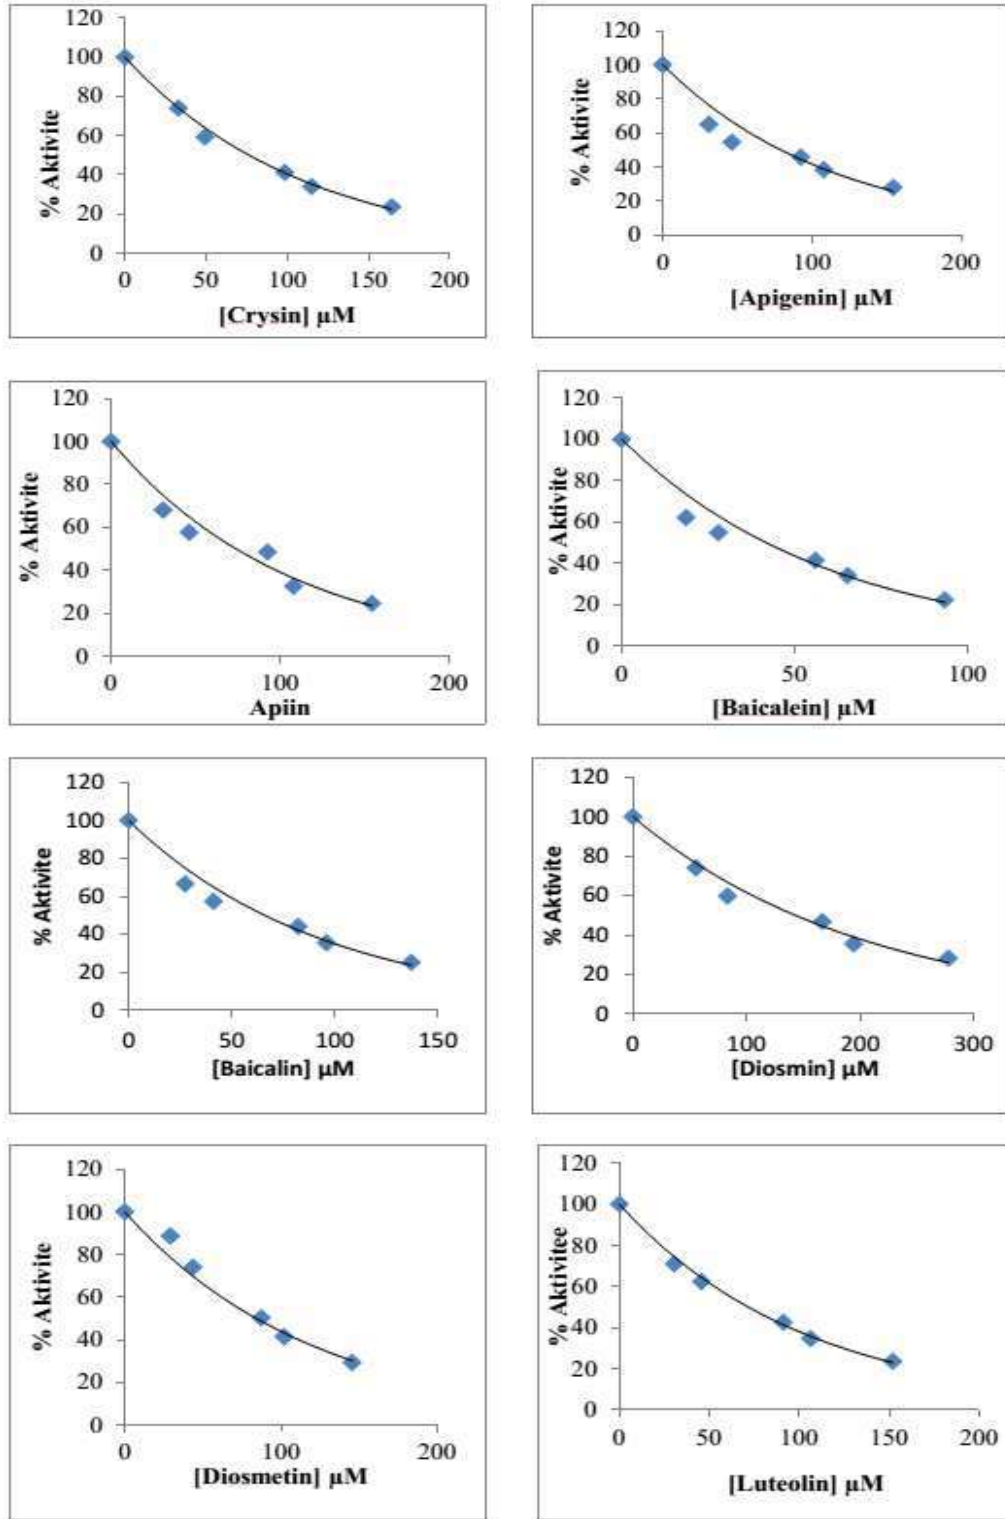 120
100
80
60
40
20
0
% Aktivite
0 50 100 150 200
[Crysin] µM
120
100
80
60
40
20
0
% Aktivite
0 100 200
[Apigenin] µM
120
100
80
60
40
20
0
% Aktivite
0 100 200
Apiin
120
100
80
60
40
20
0
% Aktivite
0 50 100
[Baicalein] µM
120
100
80
60
40
20
0
% Aktivite
0 50 100 150
[Baicalin] µM
120
100
80
60
40
20
0
% Aktivite
0 100 200 300
[Diosmin] µM
120
100
80
60
40
20
0
% Aktivite
0 100 200
[Diosmetin] µM
120
100
80
60
40
20
0
% Aktivitee
0 50 100 150 200
[Luteolin] µM